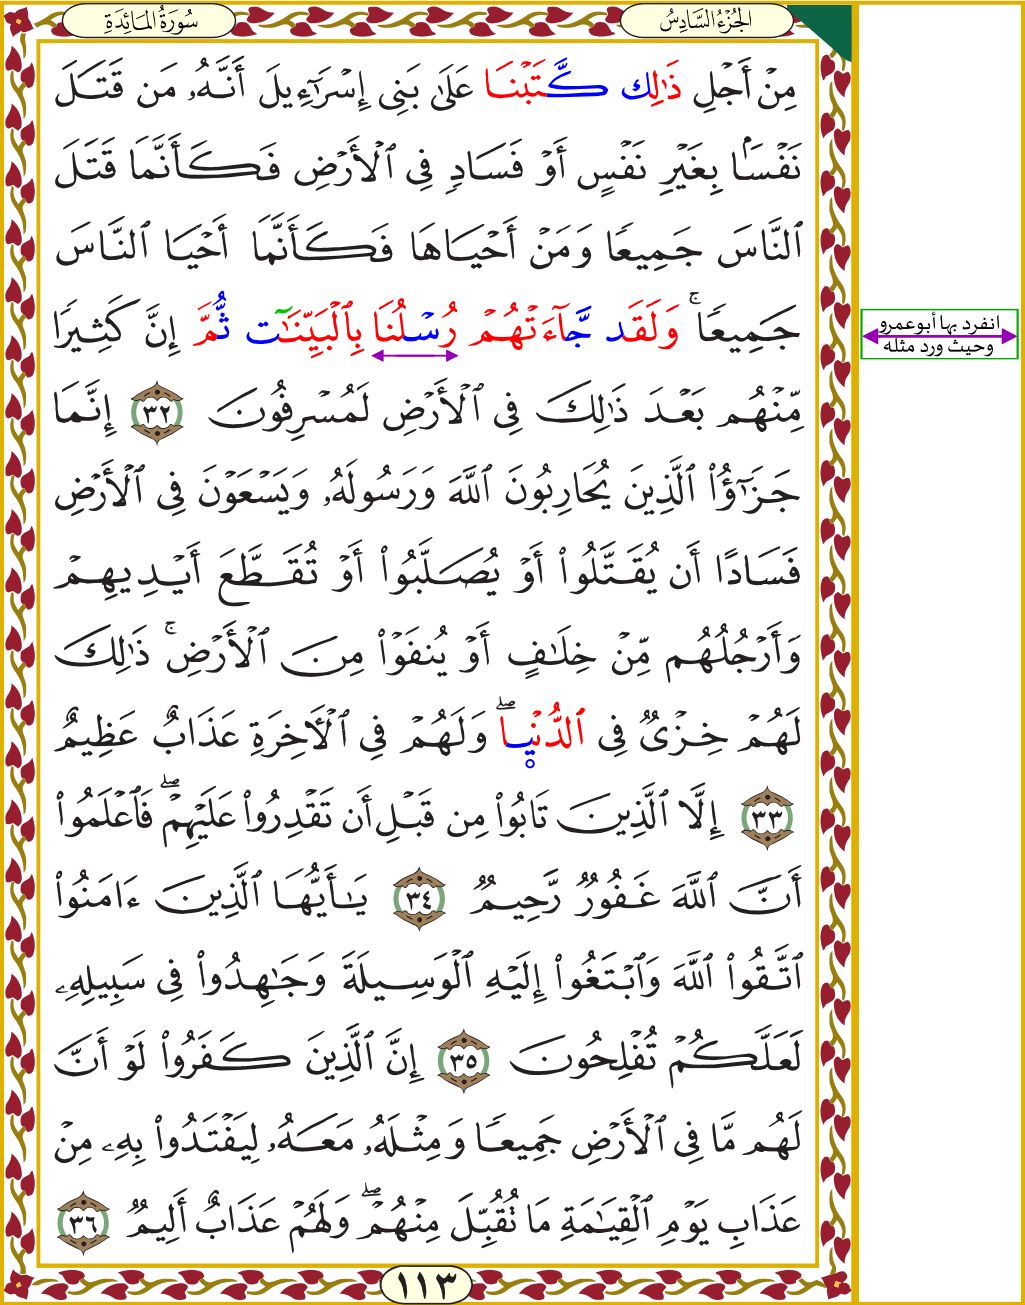 سُورَةُ المَائِدَةِ
الجُزْءُ السَّادِسُ
مِنۡ أَجۡلِ ذَٰلِك كَّتَبۡنَا عَلَىٰ بَنِي إِسۡرَـٰٓءِيلَ أَنَّهُۥ مَن قَتَلَ
نَفۡسَۢا بِغَيۡرِ نَفۡسٍ أَوۡ فَسَادٖ فِي ٱلۡأَرۡضِ فَكَأَنَّمَا قَتَلَ
ٱلنَّاسَ جَمِيعٗا وَمَنۡ أَحۡيَاهَا فَكَأَنَّمَا أَحۡيَا ٱلنَّاسَ
جَمِيعٗاۚ وَلَقَد جَّآءَتۡهُمۡ رُسۡلُنَا بِٱلۡبَيِّنَـٰٓت ثُّمَّ إِنَّ كَثِيرٗا
مِّنۡهُم بَعۡدَ ذَٰلِكَ فِي ٱلۡأَرۡضِ لَمُسۡرِفُونَ ٣٢ إِنَّمَا
جَزَـٰٓؤُاْ ٱلَّذِينَ يُحَارِبُونَ ٱللَّهَ وَرَسُولَهُۥ وَيَسۡعَوۡنَ فِي ٱلۡأَرۡضِ
فَسَادًا أَن يُقَتَّلُواْ أَوۡ يُصَلَّبُواْ أَوۡ تُقَطَّعَ أَيۡدِيهِمۡ
وَأَرۡجُلُهُم مِّنۡ خِلَٰفٍ أَوۡ يُنفَوۡاْ مِنَ ٱلۡأَرۡضِۚ ذَٰلِكَ
لَهُمۡ خِزۡيٞ فِي ٱلدُّنۡيٜاۖ وَلَهُمۡ فِي ٱلۡأٓخِرَةِ عَذَابٌ عَظِيمٌ
٣٣ إِلَّا ٱلَّذِينَ تَابُواْ مِن قَبۡلِ أَن تَقۡدِرُواْ عَلَيۡهِمۡۖ فَٱعۡلَمُواْ
أَنَّ ٱللَّهَ غَفُورٞ رَّحِيمٞ ٣٤ يَـٰأَيُّهَا ٱلَّذِينَ ءَامَنُواْ
ٱتَّقُواْ ٱللَّهَ وَٱبۡتَغُواْ إِلَيۡهِ ٱلۡوَسِيلَةَ وَجَٰهِدُواْ فِي سَبِيلِهِۦ
لَعَلَّكُمۡ تُفۡلِحُونَ ٣٥ إِنَّ ٱلَّذِينَ كَفَرُواْ لَوۡ أَنَّ
لَهُم مَّا فِي ٱلۡأَرۡضِ جَمِيعٗا وَمِثۡلَهُۥ مَعَهُۥ لِيَفۡتَدُواْ بِهِۦ مِنۡ
عَذَابِ يَوۡمِ ٱلۡقِيَٰمَةِ مَا تُقُبِّلَ مِنۡهُمۡۖ وَلَهُمۡ عَذَابٌ أَلِيمٞ ٣٦
١١٣
انفرد بها أبوعمرو
وحيث ورد مثله